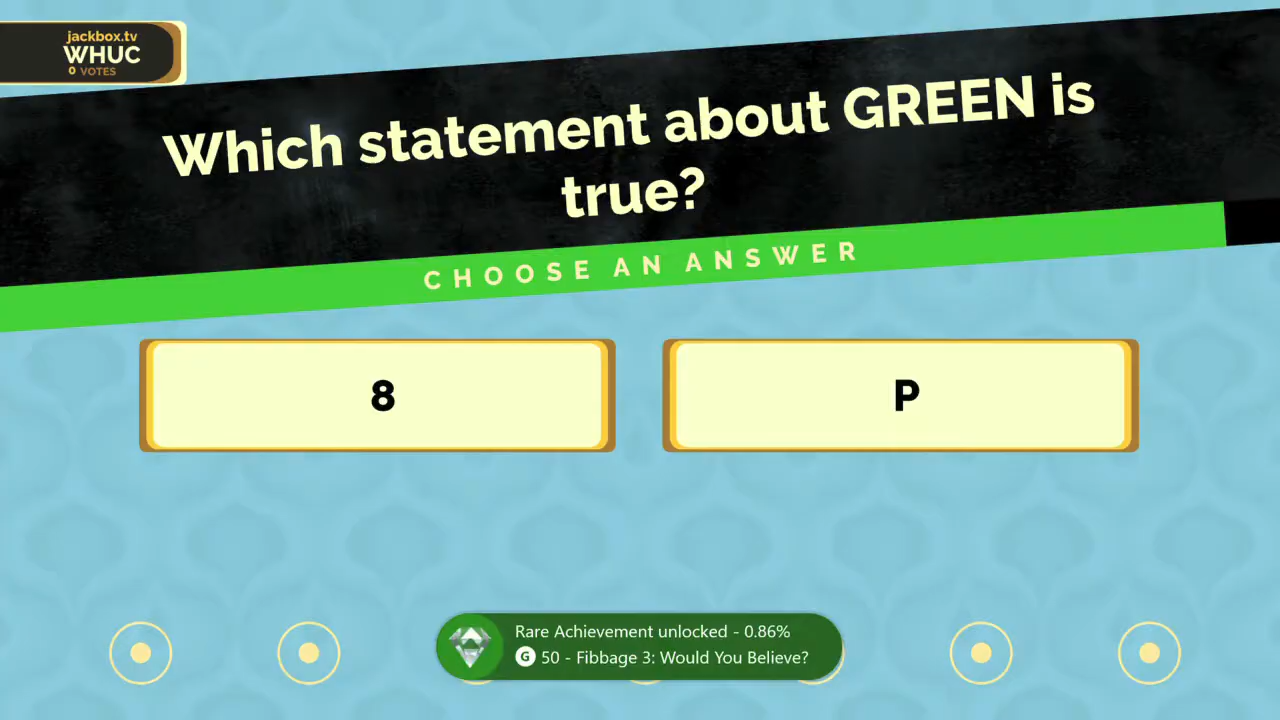 jackbox.tv
WHUC
0 VOTES
Which statement about GREEN is
true?
CHOOSE AN ANSWER
8
P
Rare Achievement unlocked - 0.86%
G 50 - Fibbage 3: Would You Believe?